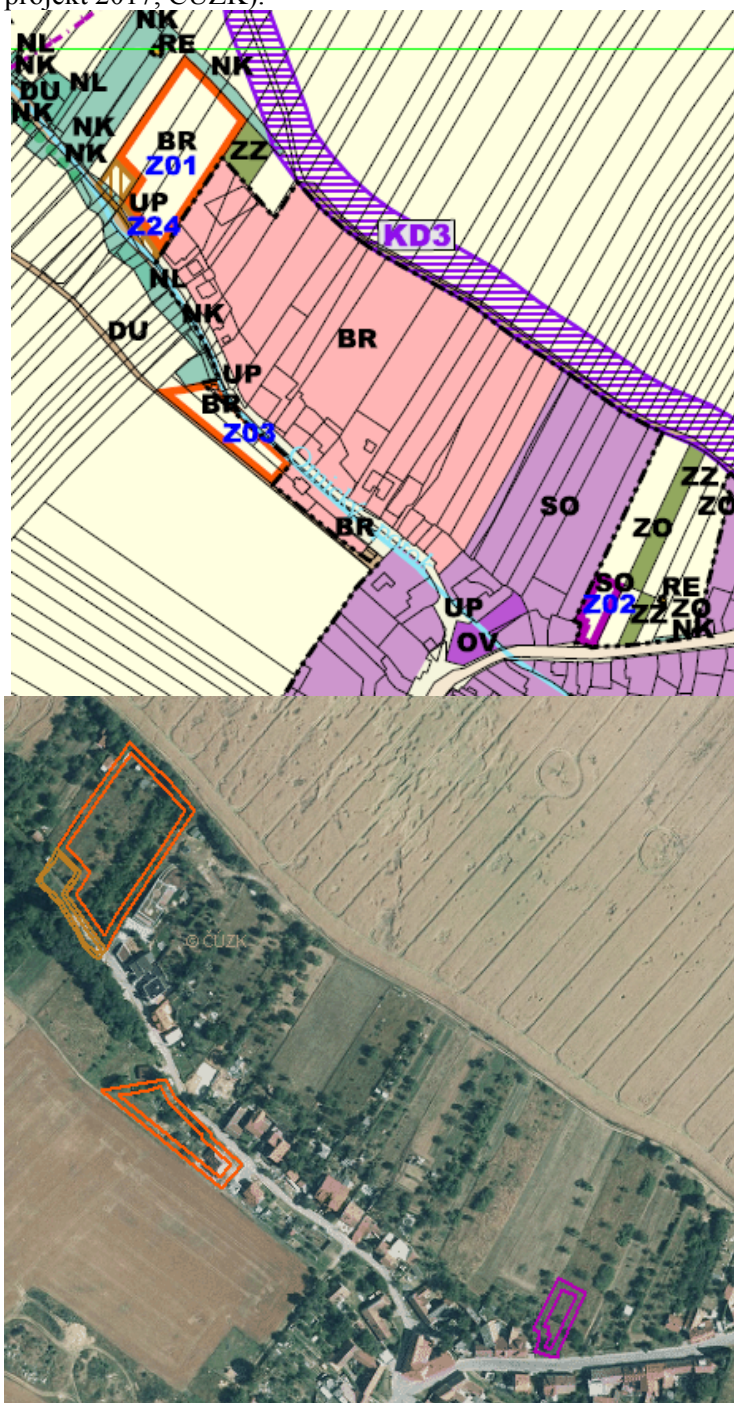 projekt 2017, ČÚZK).
NK
NL
RE
NK
NK
DU
NL
NK
NK
NK
BR
Z01
ZZ
UP
Z24
KD3
NL
NK
DU
BR
UP
BR
Z03
ZZ
SO
ZO
ZO
BR
SO
Z02
RE
UP
ZZ
ZO
NK
OV
© ČÚZK